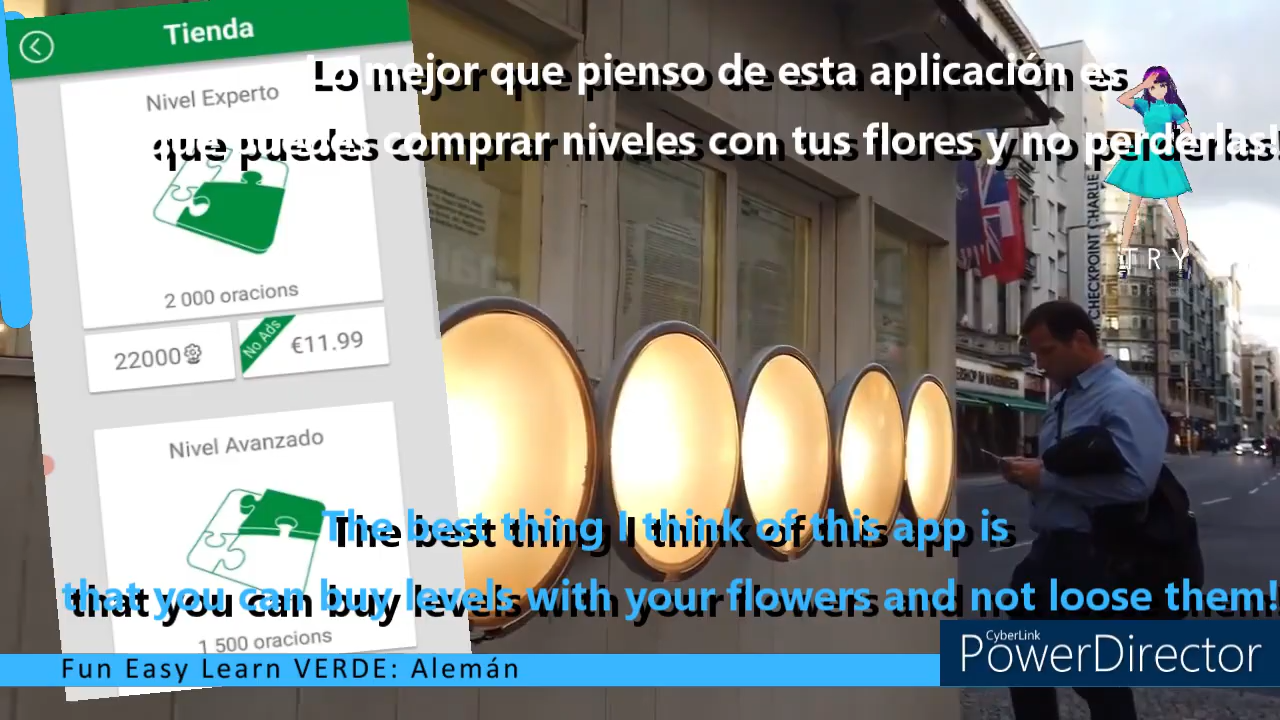 Tienda
Nivel Experto
2 000 oracions
22000
No Ads
€11.99
Nivel Avanzado
1 500 oracions
Lo mejor que pienso de esta aplicación es
que puedes comprar niveles con tus flores y no perderlas!
TRY
CHECKPOINT CHARLIE
The best thing I think of this app is
that you can buy levels with your flowers and not loose them!
Fun Easy Learn VERDE: Alemán
CyberLink
PowerDirector